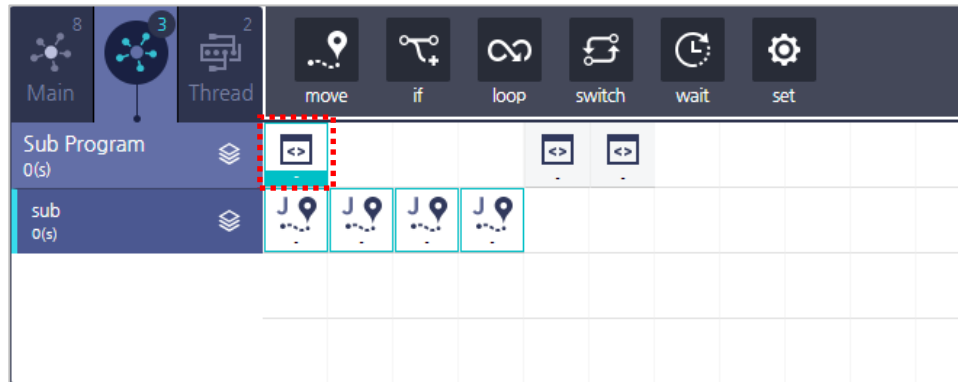 8
3
2
Main
Thread
move
if
loop
switch
wait
set
Sub Program
0(s)
<>
-
<>
-
<>
-
sub
0(s)
J
-
J
-
J
-
J
-